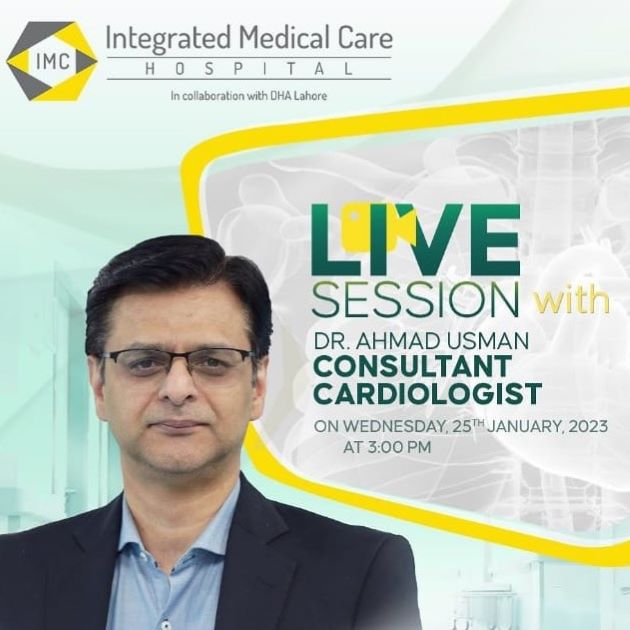 IMC
Integrated Medical Care
HOSPITAL
In collaboration with DHA Lahore
LIVE
SESSION with
DR. AHMAD USMAN
CONSULTANT
CARDIOLOGIST
ON WEDNESDAY, 25TH JANUARY, 2023
AT 3:00 PM